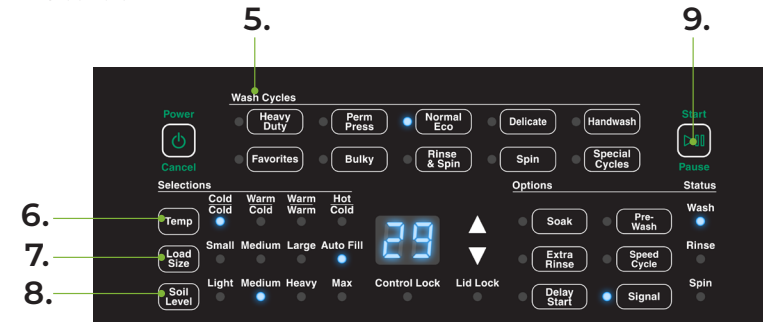 5.
9.
Wash Cycles
Power
Heavy
Duty
Perm
Press
Normal
Eco
Delicate
Handwash
Start
Cancel
Favorites
Bulky
Rinse
& Spin
Spin
Special
Cycles
Pause
Selections
Options
Status
6.
Temp
Cold
Cold
Warm
Cold
Warm
Warm
Hot
Cold
29
Soak
Pre-
Wash
Wash
7.
Load
Size
Small Medium Large Auto Fill
Extra
Rinse
Speed
Cycle
Rinse
8.
Soil
Level
Light Medium Heavy Max
Control Lock
Lid Lock
Delay
Start
Signal
Spin